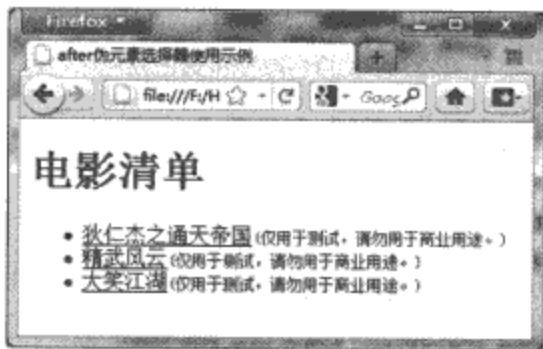 Firefox
after伪元素选择器使用示例
file:///F:/H
Goog
电影清单
狄仁杰之通天帝国(仅用于测试，请勿用于商业用途。)
精武风云(仅用于测试，请勿用于商业用途。)
大笑江湖(仅用于测试，请勿用于商业用途。)